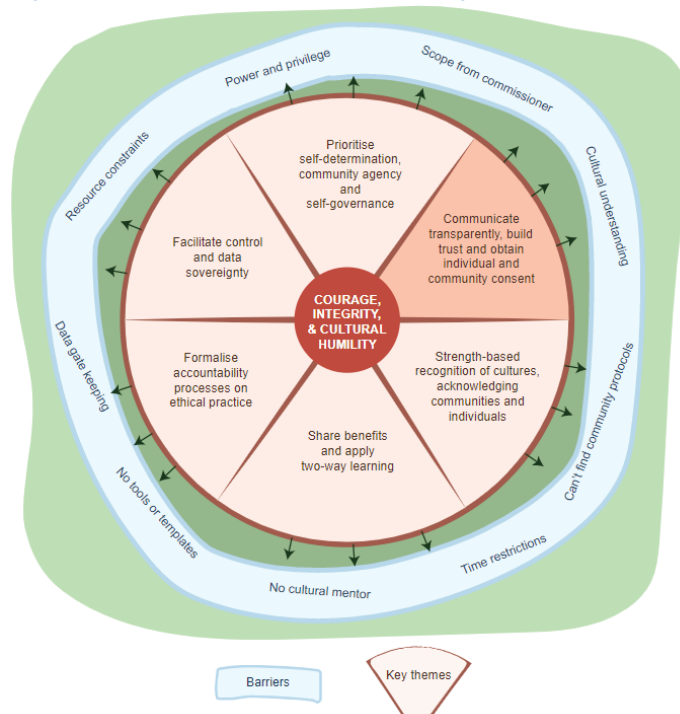 Power and privilege
Scope from commissioner
Cultural understanding
Can't find community protocols
Time restrictions
No cultural mentor
No tools or templates
Data gate keeping
Resource constraints
Prioritise
self-determination,
community agency
and
self-governance
Communicate
transparently, build
trust and obtain
individual and
community consent
Strength-based
recognition of cultures,
acknowledging
communities and
individuals
Share benefits
and apply
two-way learning
Formalise
accountability
processes on
ethical practice
Facilitate control
and data
sovereignty
COURAGE,
INTEGRITY,
& CULTURAL
HUMILITY
Barriers
Key themes